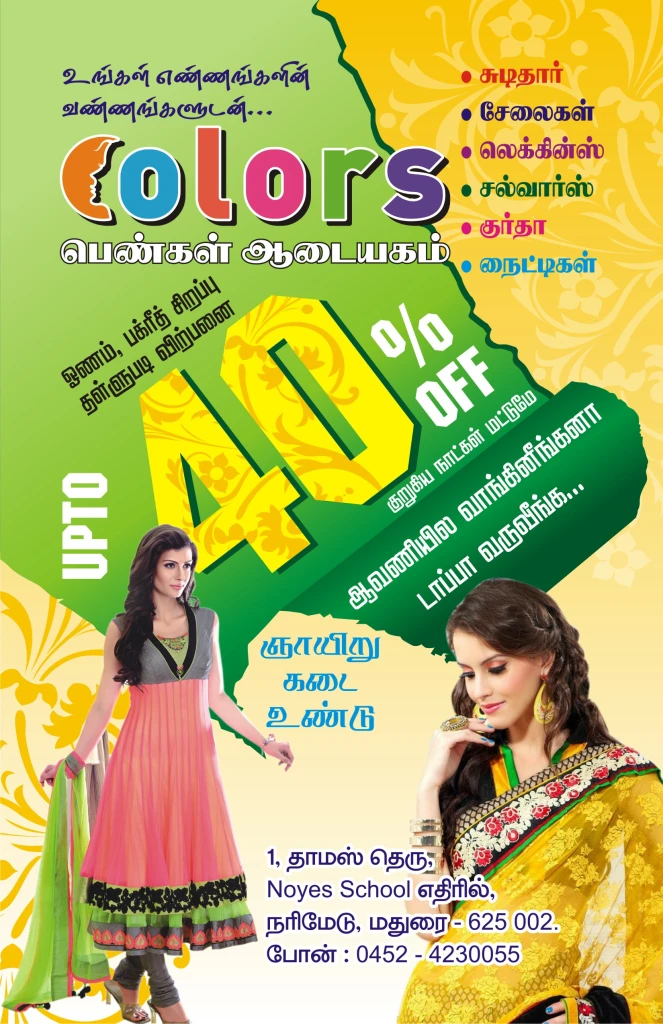 உங்கள் எண்ணங்களின்
வண்ணங்களுடன்...
Colors
பெண்கள் ஆடையகம்
• சுடிதார்
• சேலைகள்
• லெக்கின்ஸ்
• சல்வார்ஸ்
• குர்தா
• நைட்டிகள்
ஓணம், பக்ரீத் சிறப்பு
தள்ளுபடி விற்பனை
UPTO
40% OFF
குறுகிய நாட்கள் மட்டுமே
ஆவணியில வாங்கினீங்கனா
டாப்பா வருவீங்க...
ஞாயிறு
கடை
உண்டு
1, தாமஸ் தெரு,
Noyes School எதிரில்,
நரிமேடு, மதுரை - 625 002.
போன் : 0452 - 4230055